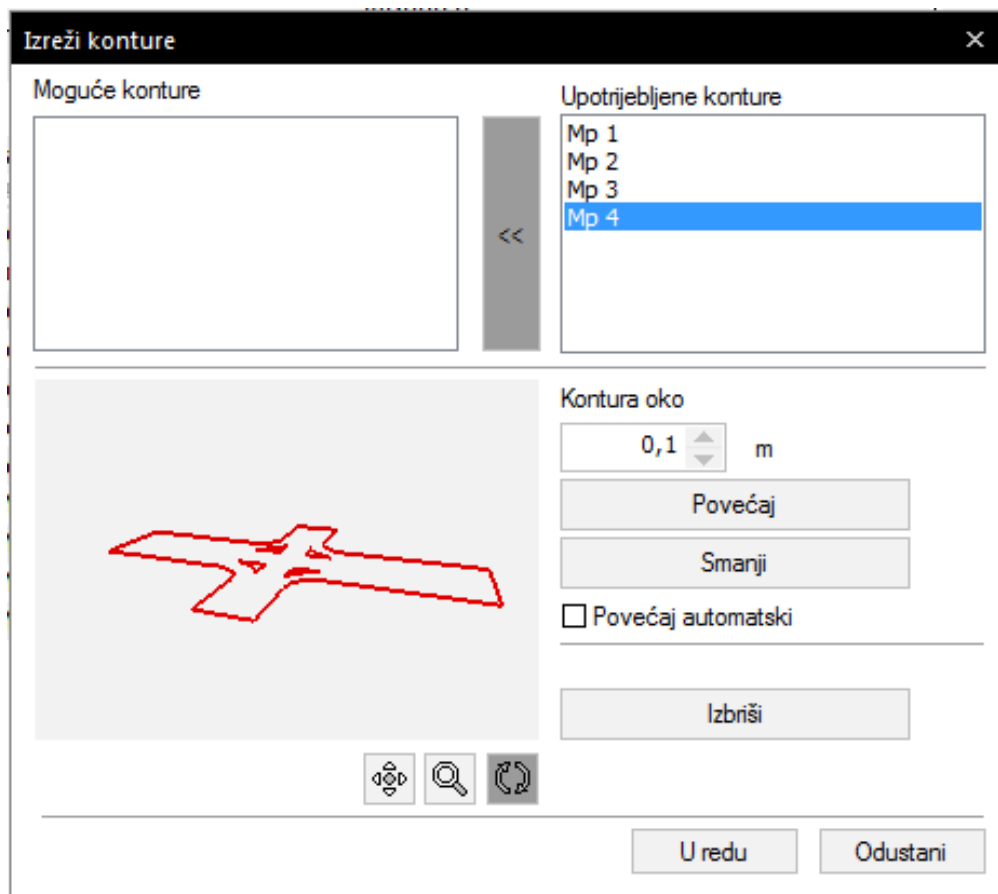 Izreži konture
Moguće konture
Upotrijebljene konture
Mp 1
Mp 2
Mp 3
Mp 4
<<
Kontura oko
0,1 m
Povećaj
Smanji
Povećaj automatski
Izbriši
U redu
Odustani